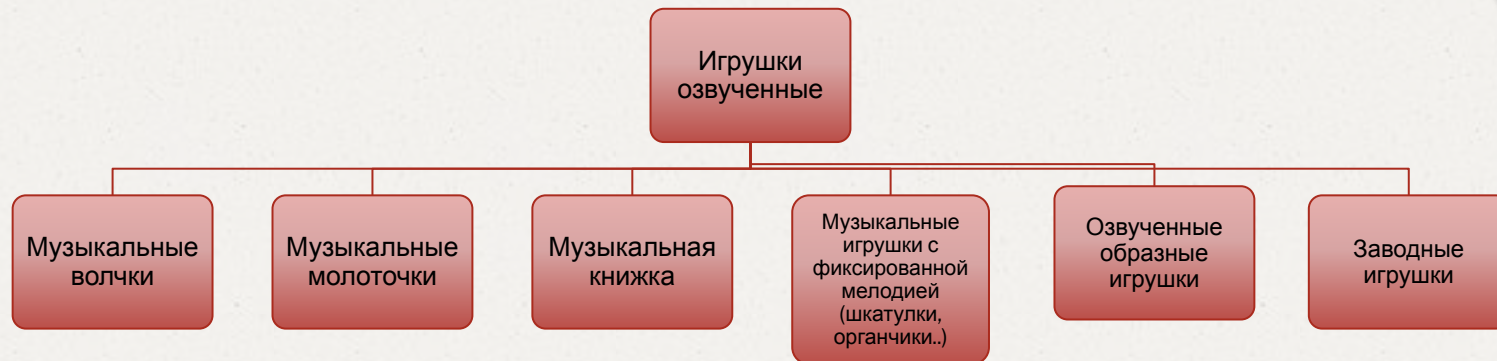 Игрушки
озвученные
Музыкальные
волчки
Музыкальные
молоточки
Музыкальная
книжка
Музыкальные
игрушки с
фиксированной
мелодией
(шкатулки,
органчики..)
Озвученные
образные
игрушки
Заводные
игрушки